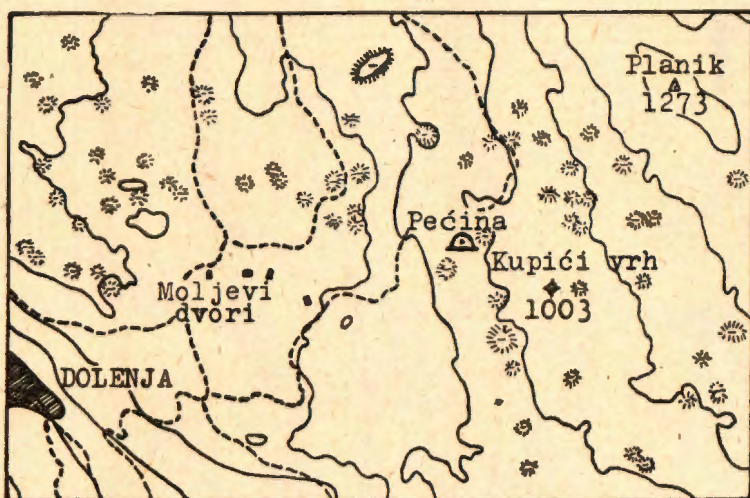 Planik
1273
Pećina
Kupići vrh
1003
Moljevi
dvori
DOLENJA